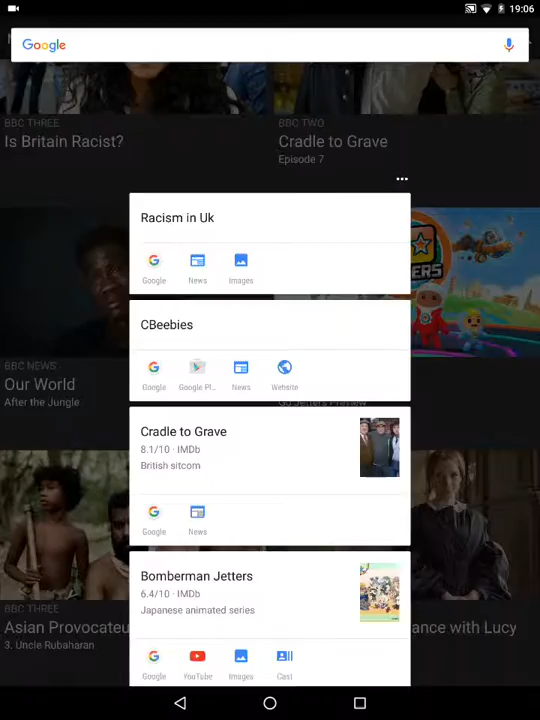 19:06
Google
BBC THREE
Is Britain Racist?
BBC TWO
Cradle to Grave
Episode 7
Racism in Uk
Google News Images
CBeebies
Google Google Pl... News Website
BBC NEWS
Our World
After the Jungle
Go Jetters Preview
Cradle to Grave
8.1/10 · IMDb
British sitcom
Google News
Bomberman Jetters
6.4/10 · IMDb
Japanese animated series
Google YouTube Images Cast
BBC THREE
Asian Provocateu
3. Uncle Rubaharan
ance with Lucy